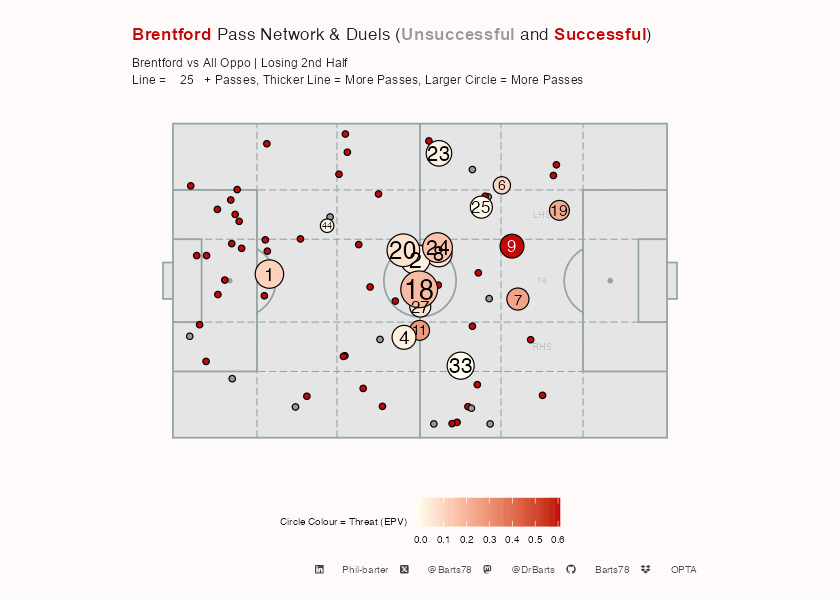 Brentford Pass Network & Duels (Unsuccessful and Successful)
Brentford vs All Oppo | Losing 2nd Half
Line = 25 + Passes, Thicker Line = More Passes, Larger Circle = More Passes
23
6
25
LHS
19
44
20
24
8
2
9
1
14
18
7
27
11
4
RHS
33
Circle Colour = Threat (EPV)
0.0 0.1 0.2 0.3 0.4 0.5 0.6
Phil-barter @Barts78 @DrBarts Barts78 OPTA